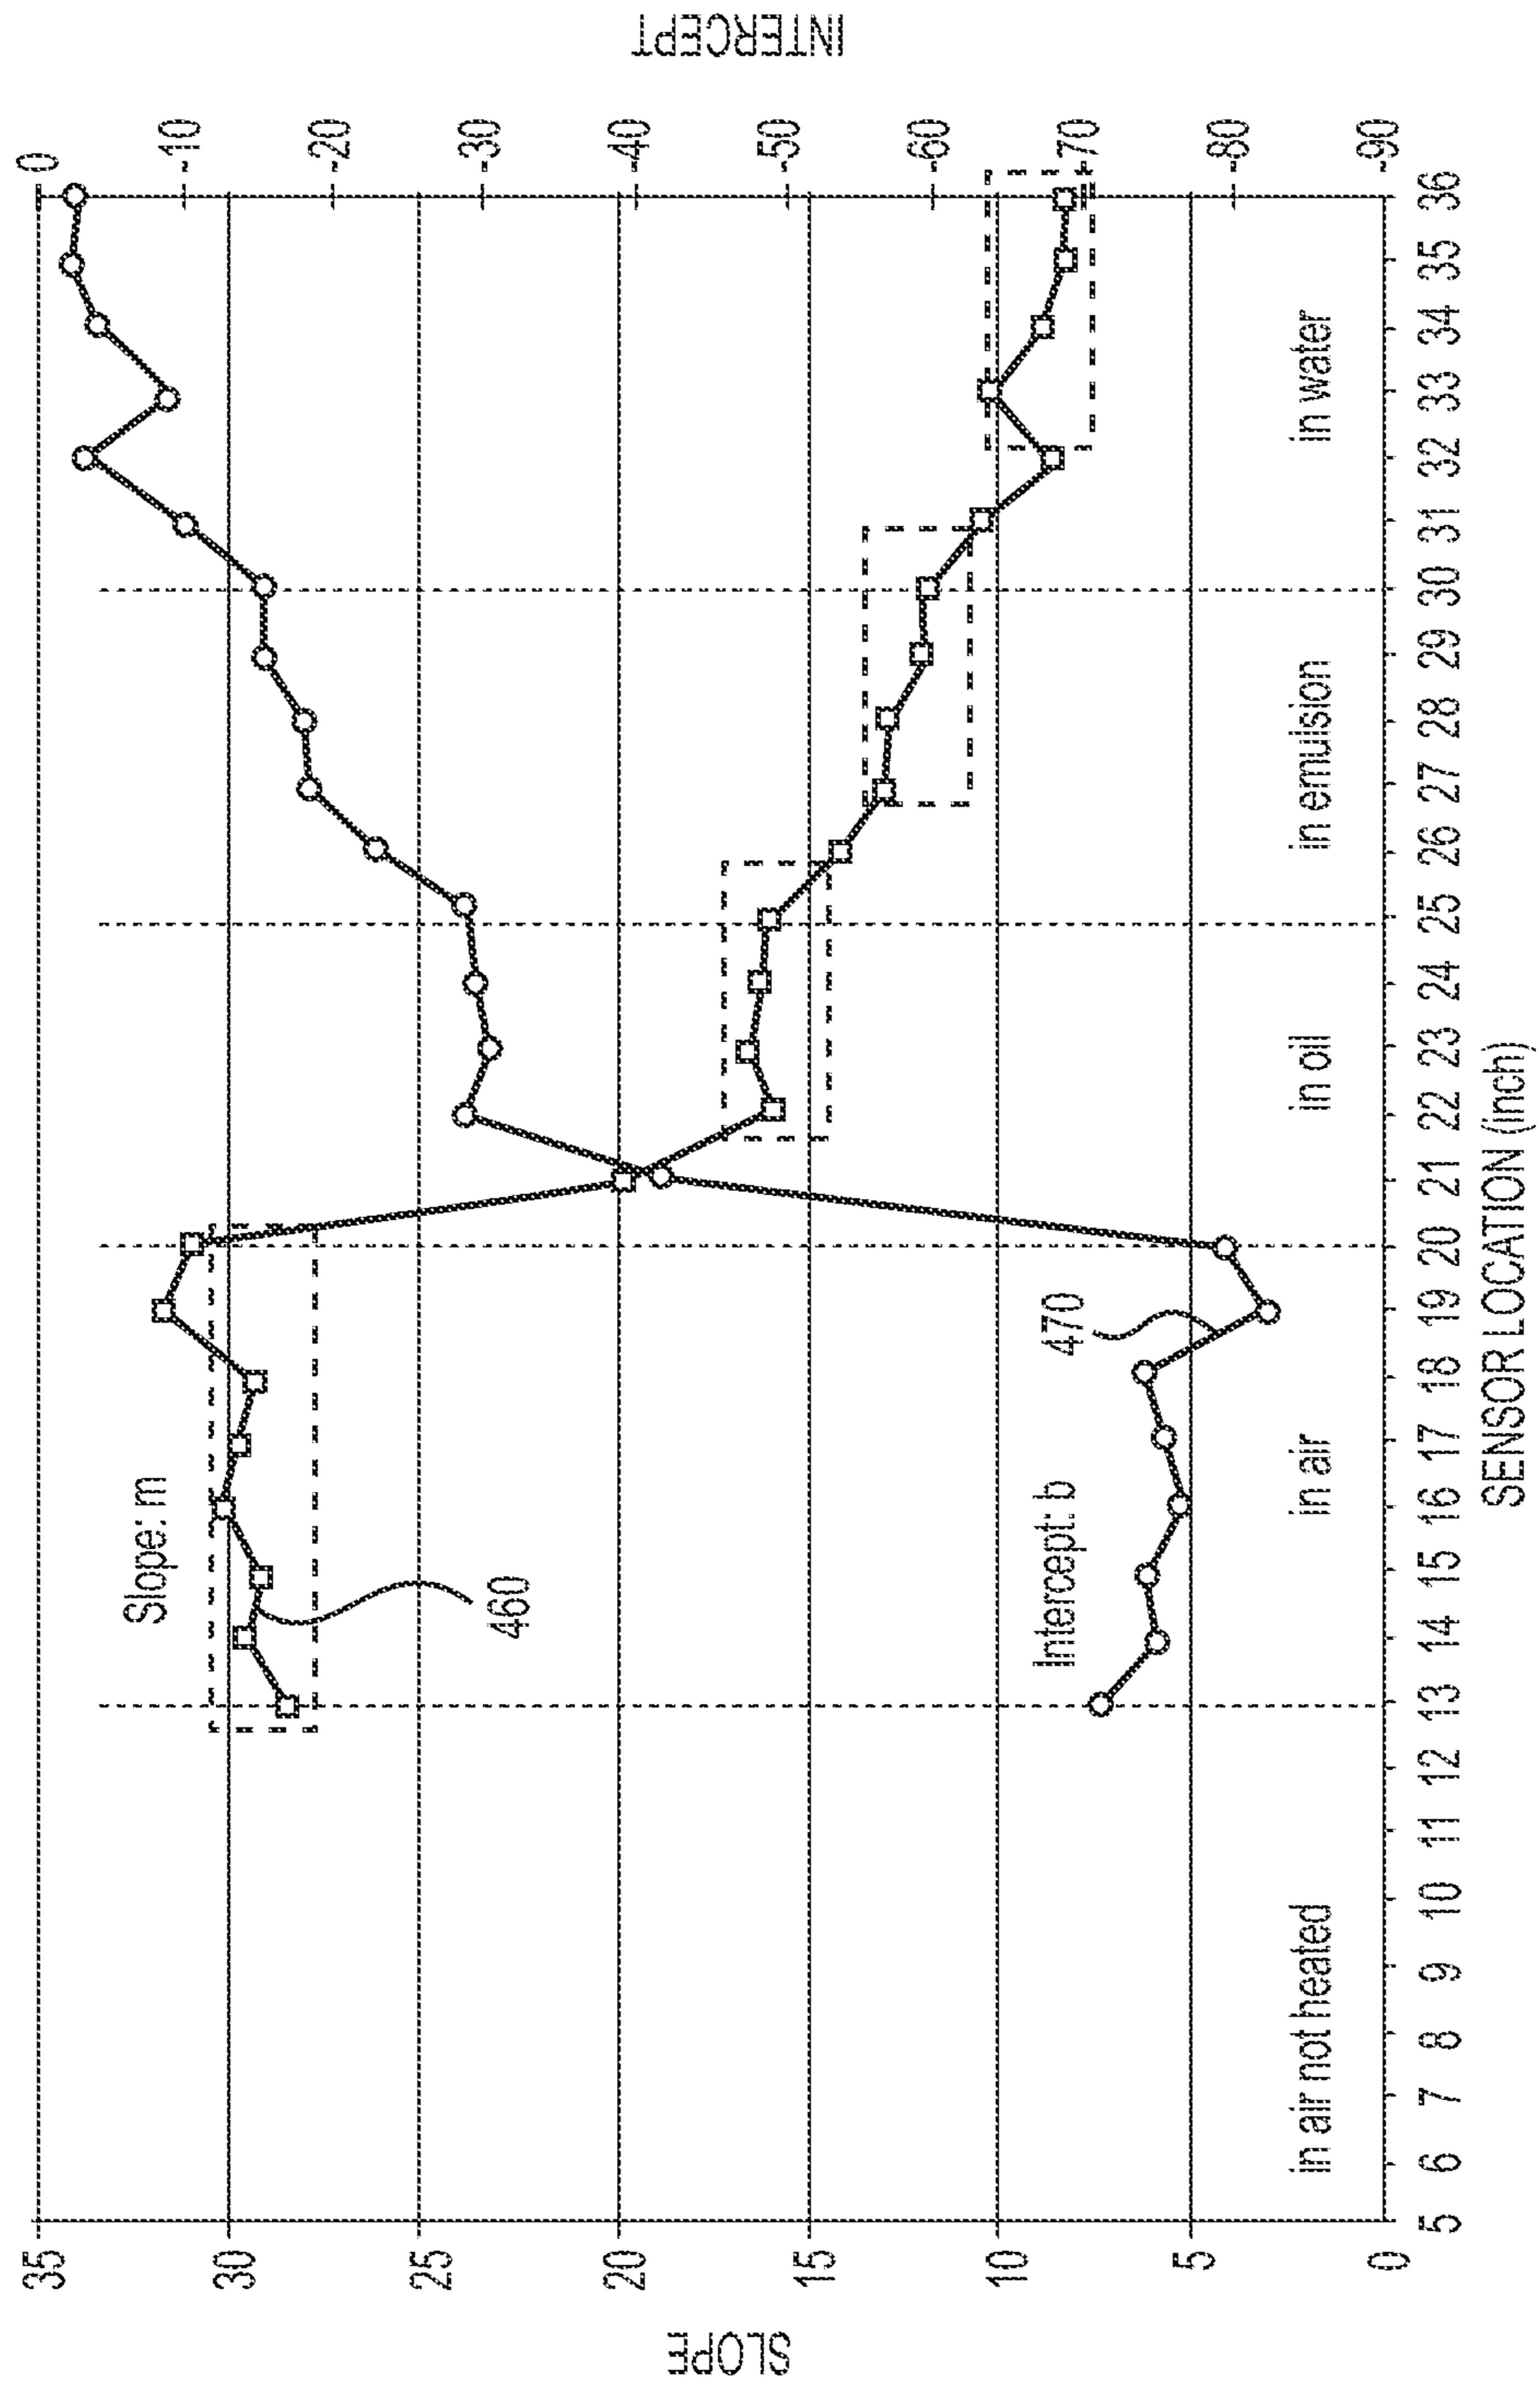 SLOPE
35
30
25
20
15
10
5
0
Slope: m
460
Intercept: b
470
in air not heated
in air
in oil
in emulsion
in water
5 6 7 8 9 10 11 12 13 14 15 16 17 18 19 20 21 22 23 24 25 26 27 28 29 30 31 32 33 34 35 36
SENSOR LOCATION (inch)
0
-10
-20
-30
-40
-50
-60
-70
-80
-90
INTERCEPT